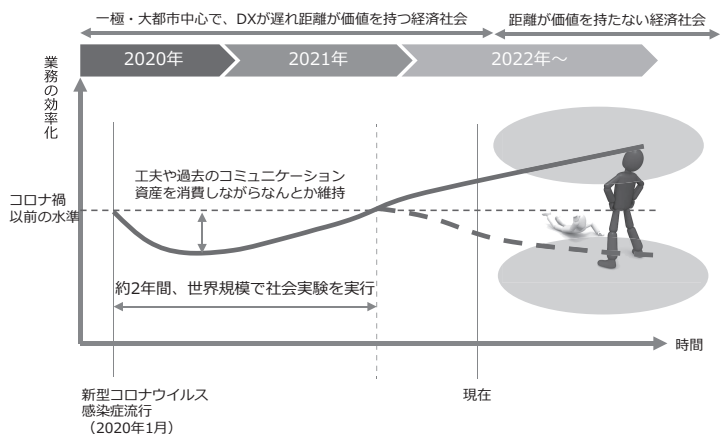 一極・大都市中心で、DXが遅れ距離が価値を持つ経済社会
距離が価値を持たない経済社会
2020年
2021年
2022年～
業務の効率化
工夫や過去のコミュニケーション
資産を消費しながらなんとか維持
コロナ禍
以前の水準
約2年間、世界規模で社会実験を実行
時間
新型コロナウイルス
感染症流行
（2020年1月）
現在